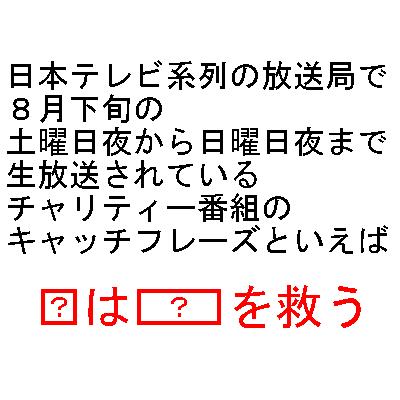 日本テレビ系列の放送局で
８月下旬の
土曜日夜から日曜日夜まで
生放送されている
チャリティー番組の
キャッチフレーズといえば
?は?を救う